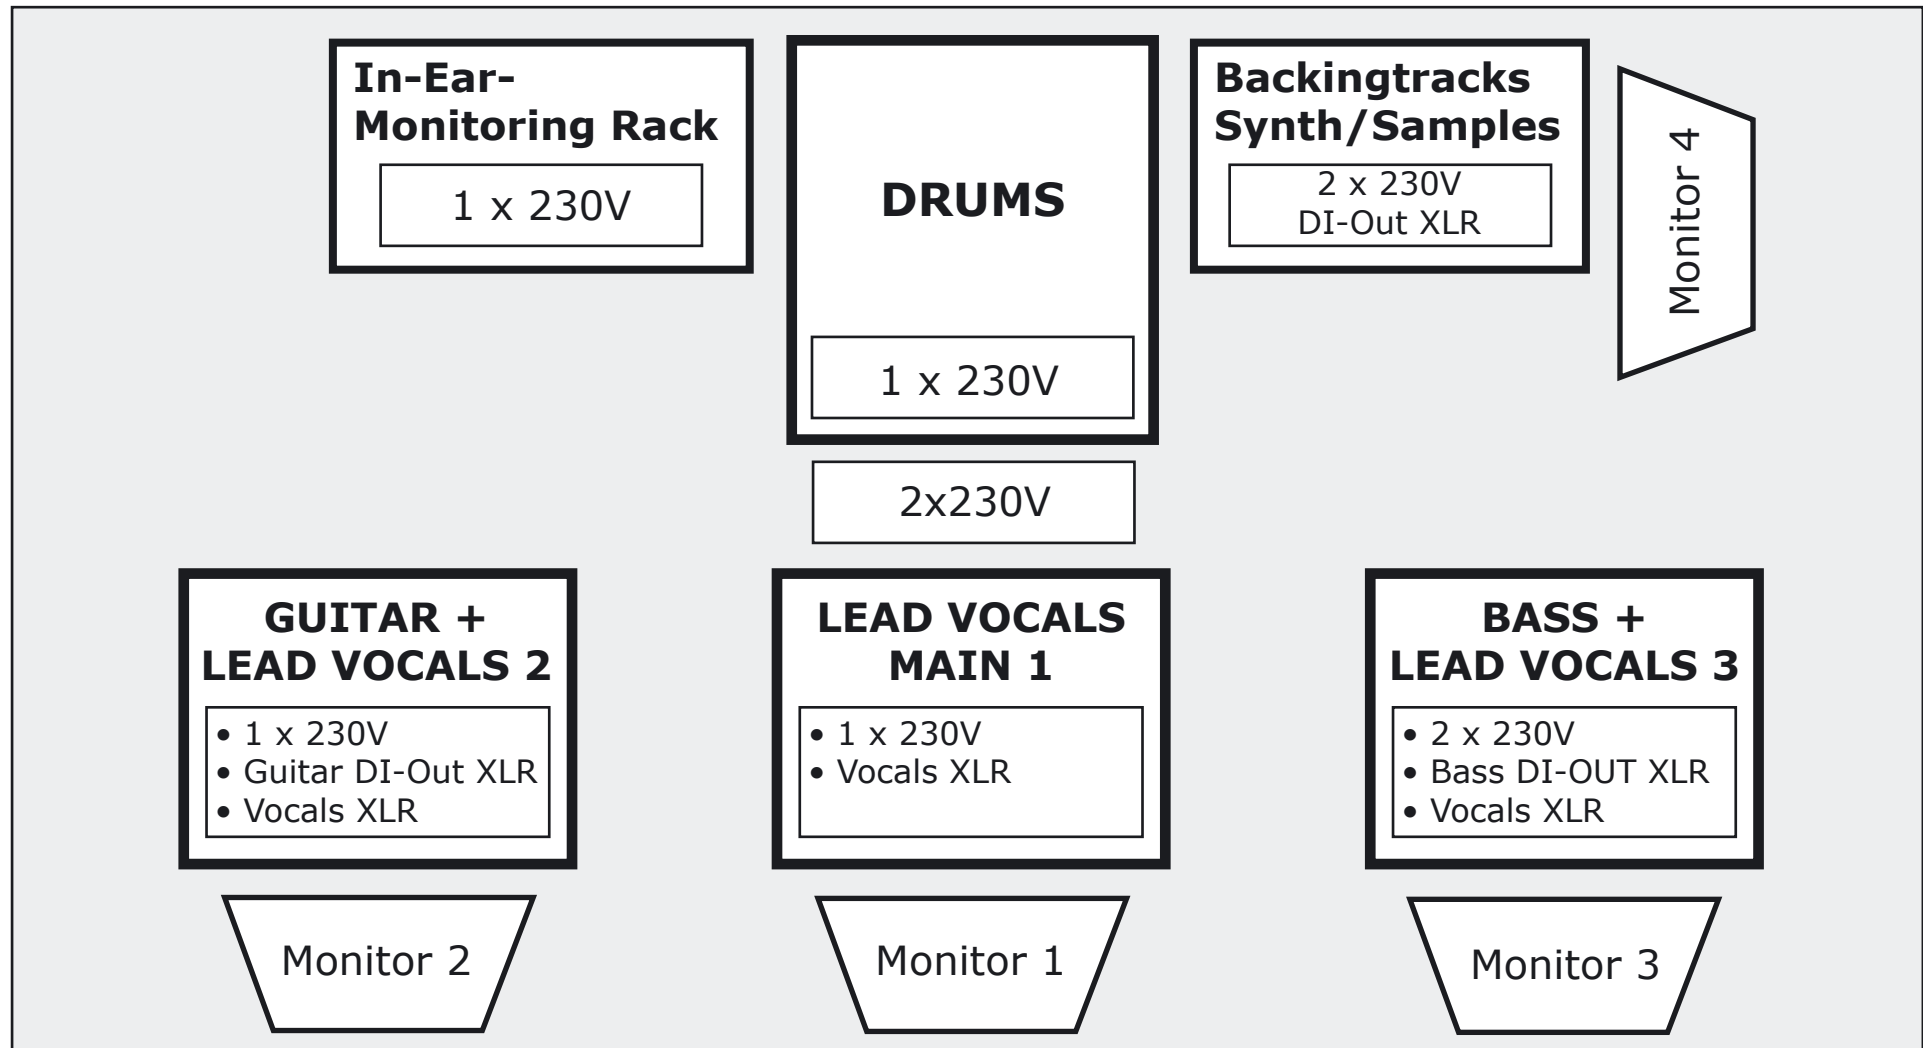 In-Ear-
Monitoring Rack
1 x 230V
DRUMS
1 x 230V
Backingtracks
Synth/Samples
2 x 230V
DI-Out XLR
Monitor 4
2x230V
GUITAR +
LEAD VOCALS 2
• 1 x 230V
• Guitar DI-Out XLR
• Vocals XLR
Monitor 2
LEAD VOCALS
MAIN 1
• 1 x 230V
• Vocals XLR
Monitor 1
BASS +
LEAD VOCALS 3
• 2 x 230V
• Bass DI-OUT XLR
• Vocals XLR
Monitor 3